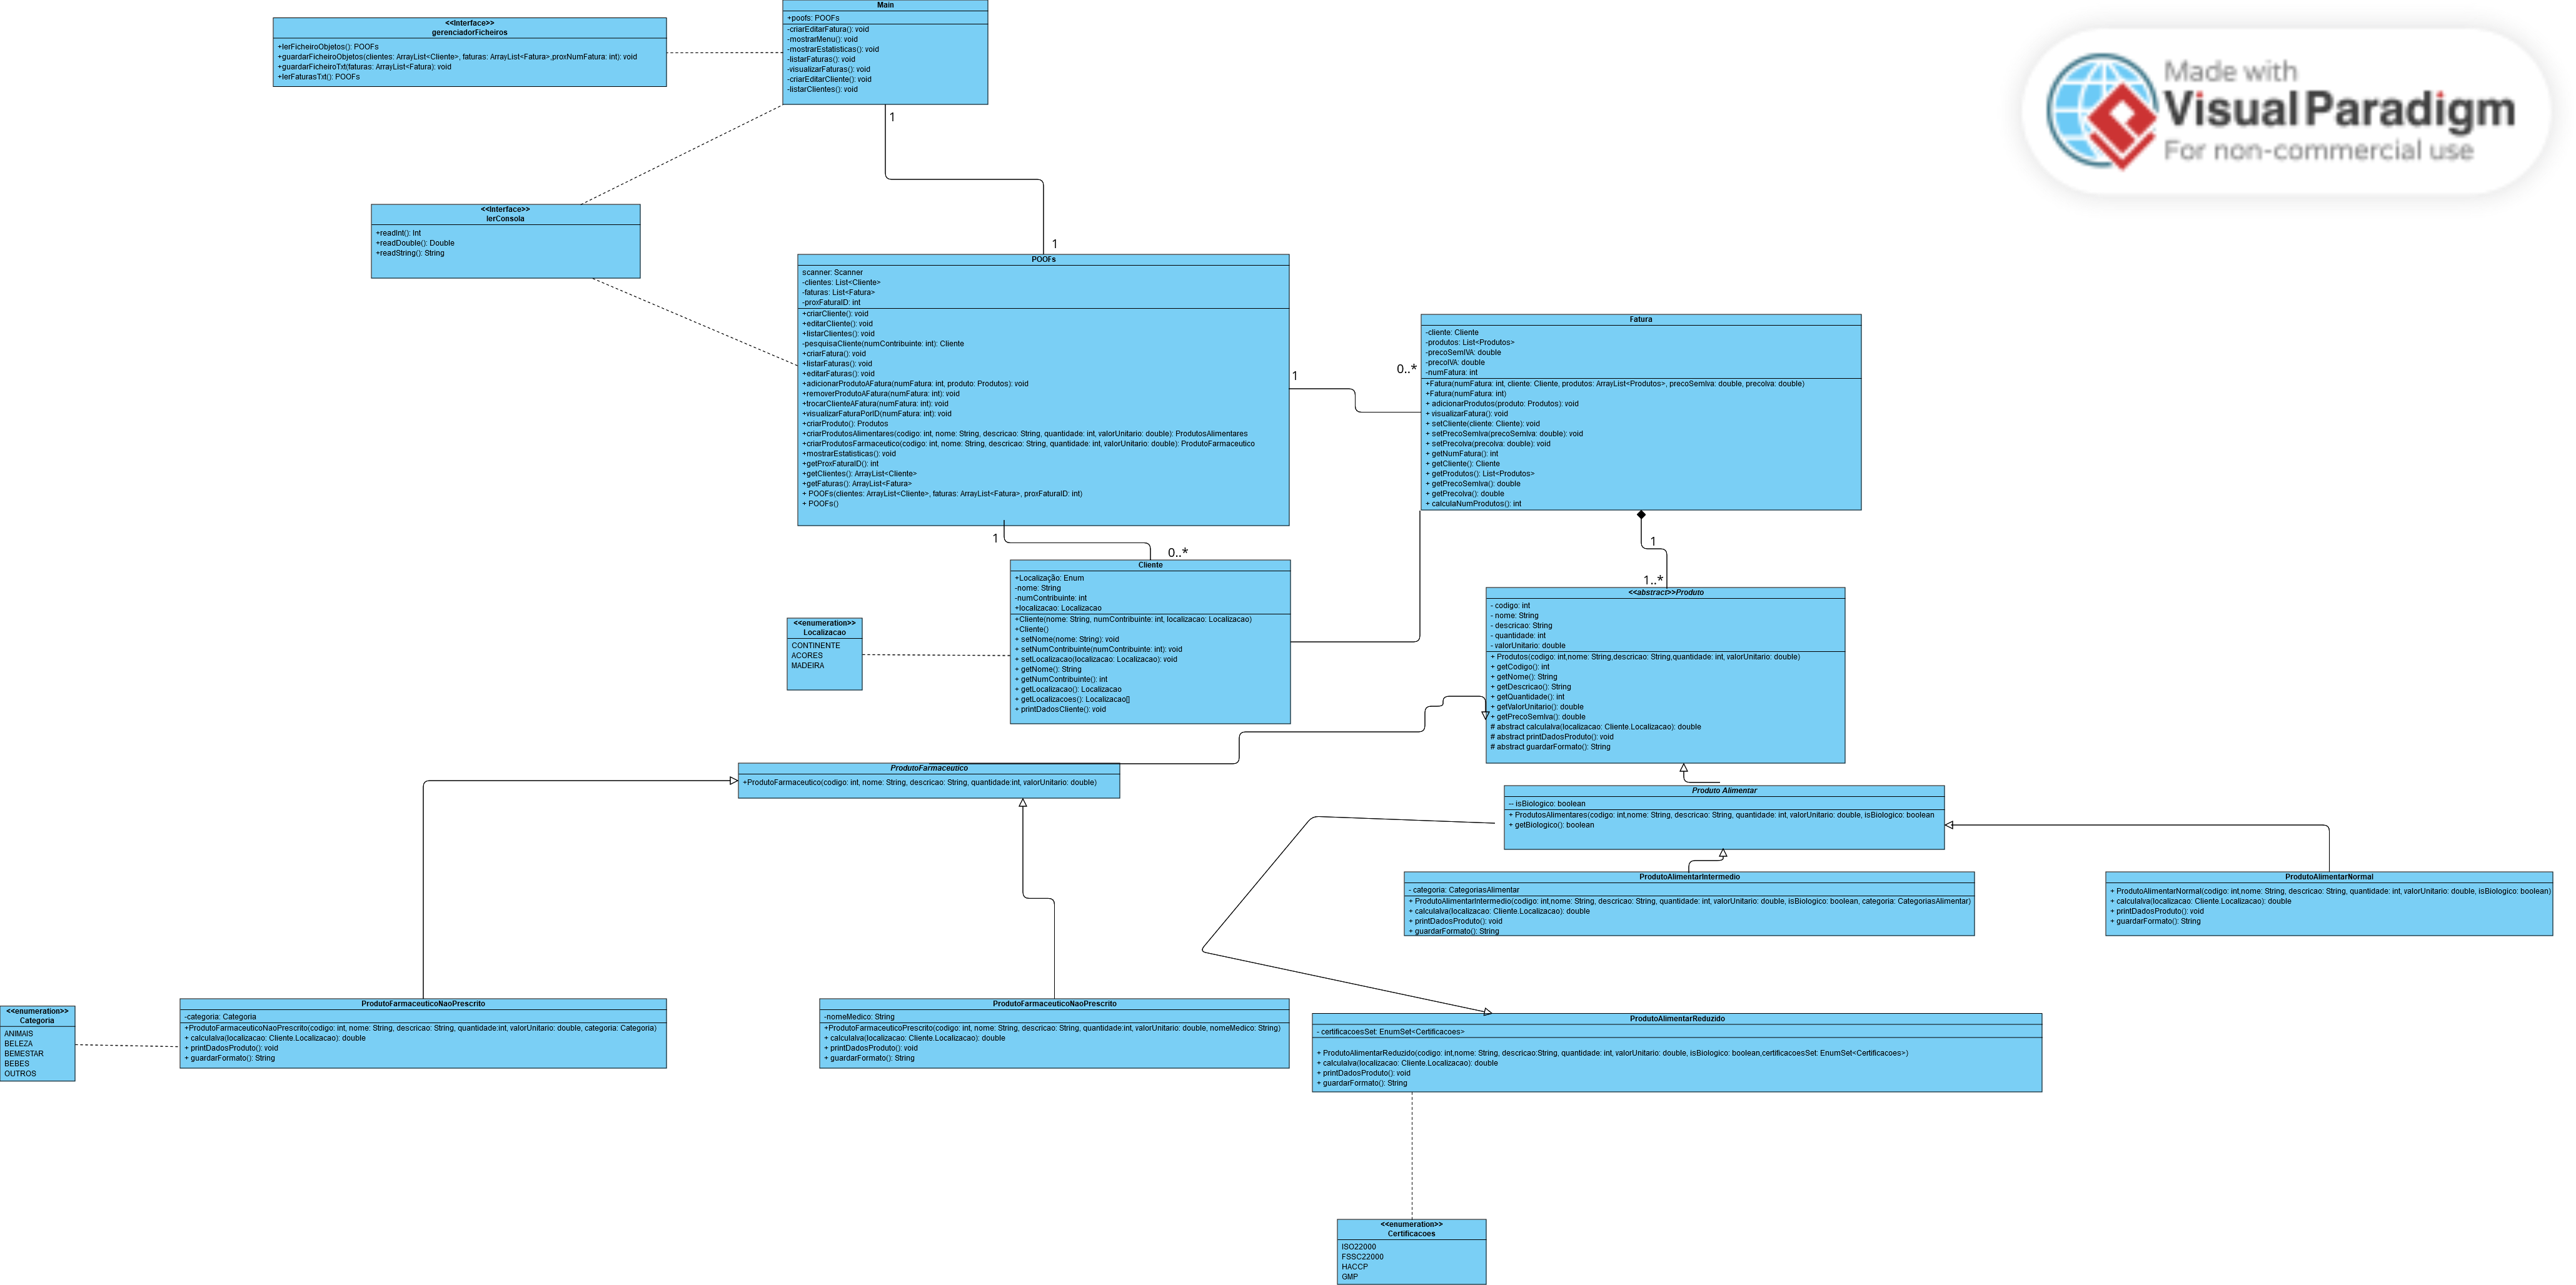 <<Interface>>
gerenciadorFicheiros
+lerFicheiroObjetos(): POOFs
+guardarFicheiroObjetos(clientes: ArrayList<Cliente>, faturas: ArrayList<Fatura>,proxNumFatura: int): void
+guardarFicheiroTxt(faturas: ArrayList<Fatura): void
+lerFaturasTxt(): POOFs
Main
+poofs: POOFs
-criarEditarFatura(): void
-mostrarMenu(): void
-mostrarEstatisticas(): void
-listarFaturas(): void
-visualizarFaturas(): void
-criarEditarCliente(): void
-listarClientes(): void
Made with
Visual Paradigm
For non-commercial use
1
1
<<Interface>>
lerConsola
+readInt(): Int
+readDouble(): Double
+readString(): String
POOFs
scanner: Scanner
-clientes: List<Cliente>
-faturas: List<Fatura>
-proxFaturaID: int
+criarCliente(): void
+editarCliente(): void
+listarClientes(): void
-pesquisaCliente(numContribuinte: int): Cliente
+criarFatura(): void
+listarFaturas(): void
+editarFaturas(): void
+adicionarProdutoAFatura(numFatura: int, produto: Produtos): void
+removerProdutoAFatura(numFatura: int): void
+trocarClienteAFatura(numFatura: int): void
+visualizarFaturaPorID(numFatura: int): void
+criarProduto(): Produtos
+criarProdutosAlimentares(codigo: int, nome: String, descricao: String, quantidade: int, valorUnitario: double): ProdutosAlimentares
+criarProdutosFarmaceutico(codigo: int, nome: String, descricao: String, quantidade: int, valorUnitario: double): ProdutoFarmaceutico
+mostrarEstatisticas(): void
+getProxFaturaID(): int
+getClientes(): ArrayList<Cliente>
+getFaturas(): ArrayList<Fatura>
+ POOFs(clientes: ArrayList<Cliente>, faturas: ArrayList<Fatura>, proxFaturaID: int)
+ POOFs()
1
0..*
Fatura
-cliente: Cliente
-produtos: List<Produtos>
-precoSemIVA: double
-precoIVA: double
-numFatura: int
+Fatura(numFatura: int, cliente: Cliente, produtos: ArrayList<Produtos>, precoSemIva: double, precoIva: double)
+Fatura(numFatura: int)
+ adicionarProdutos(produto: Produtos): void
+ visualizarFatura(): void
+ setCliente(cliente: Cliente): void
+ setPrecoSemIva(precoSemIva: double): void
+ setPrecoIva(precoIva: double): void
+ getNumFatura(): int
+ getCliente(): Cliente
+ getProdutos(): List<Produtos>
+ getPrecoSemIva(): double
+ getPrecoIva(): double
+ calculaNumProdutos(): int
1
0..*
1
1..*
Cliente
+Localização: Enum
-nome: String
-numContribuinte: int
+localizacao: Localizacao
+Cliente(nome: String, numContribuinte: int, localizacao: Localizacao)
+Cliente()
+ setNome(nome: String): void
+ setNumContribuinte(numContribuinte: int): void
+ setLocalizacao(localizacao: Localizacao): void
+ getNome(): String
+ getNumContribuinte(): int
+ getLocalizacao(): Localizacao
+ getLocalizacoes(): Localizacao[]
+ printDadosCliente(): void
<<enumeration>>
Localizacao
CONTINENTE
ACORES
MADEIRA
<<abstract>>Produto
- codigo: int
- nome: String
- descricao: String
- quantidade: int
- valorUnitario: double
+ Produtos(codigo: int,nome: String,descricao: String,quantidade: int, valorUnitario: double)
+ getCodigo(): int
+ getNome(): String
+ getDescricao(): String
+ getQuantidade(): int
+ getValorUnitario(): double
+ getPrecoSemIva(): double
# abstract calculaIva(localizacao: Cliente.Localizacao): double
# abstract printDadosProduto(): void
# abstract guardarFormato(): String
ProdutoFarmaceutico
+ProdutoFarmaceutico(codigo: int, nome: String, descricao: String, quantidade:int, valorUnitario: double)
Produto Alimentar
-- isBiologico: boolean
+ ProdutosAlimentares(codigo: int,nome: String, descricao: String, quantidade: int, valorUnitario: double, isBiologico: boolean
+ getBiologico(): boolean
ProdutoAlimentarIntermedio
- categoria: CategoriasAlimentar
+ ProdutoAlimentarIntermedio(codigo: int,nome: String, descricao: String, quantidade: int, valorUnitario: double, isBiologico: boolean, categoria: CategoriasAlimentar)
+ calculaIva(localizacao: Cliente.Localizacao): double
+ printDadosProduto(): void
+ guardarFormato(): String
ProdutoAlimentarNormal
+ ProdutoAlimentarNormal(codigo: int,nome: String, descricao: String, quantidade: int, valorUnitario: double, isBiologico: boolean)
+ calculaIva(localizacao: Cliente.Localizacao): double
+ printDadosProduto(): void
+ guardarFormato(): String
<<enumeration>>
Categoria
ANIMAIS
BELEZA
BEMESTAR
BEBES
OUTROS
ProdutoFarmaceuticoNaoPrescrito
-categoria: Categoria
+ProdutoFarmaceuticoNaoPrescrito(codigo: int, nome: String, descricao: String, quantidade:int, valorUnitario: double, categoria: Categoria)
+ calculaIva(localizacao: Cliente.Localizacao): double
+ printDadosProduto(): void
+ guardarFormato(): String
ProdutoFarmaceuticoNaoPrescrito
-nomeMedico: String
+ProdutoFarmaceuticoPrescrito(codigo: int, nome: String, descricao: String, quantidade:int, valorUnitario: double, nomeMedico: String)
+ calculaIva(localizacao: Cliente.Localizacao): double
+ printDadosProduto(): void
+ guardarFormato(): String
ProdutoAlimentarReduzido
- certificacoesSet: EnumSet<Certificacoes>
+ ProdutoAlimentarReduzido(codigo: int,nome: String, descricao:String, quantidade: int, valorUnitario: double, isBiologico: boolean,certificacoesSet: EnumSet<Certificacoes>)
+ calculaIva(localizacao: Cliente.Localizacao): double
+ printDadosProduto(): void
+ guardarFormato(): String
<<enumeration>>
Certificacoes
ISO22000
FSSC22000
HACCP
GMP